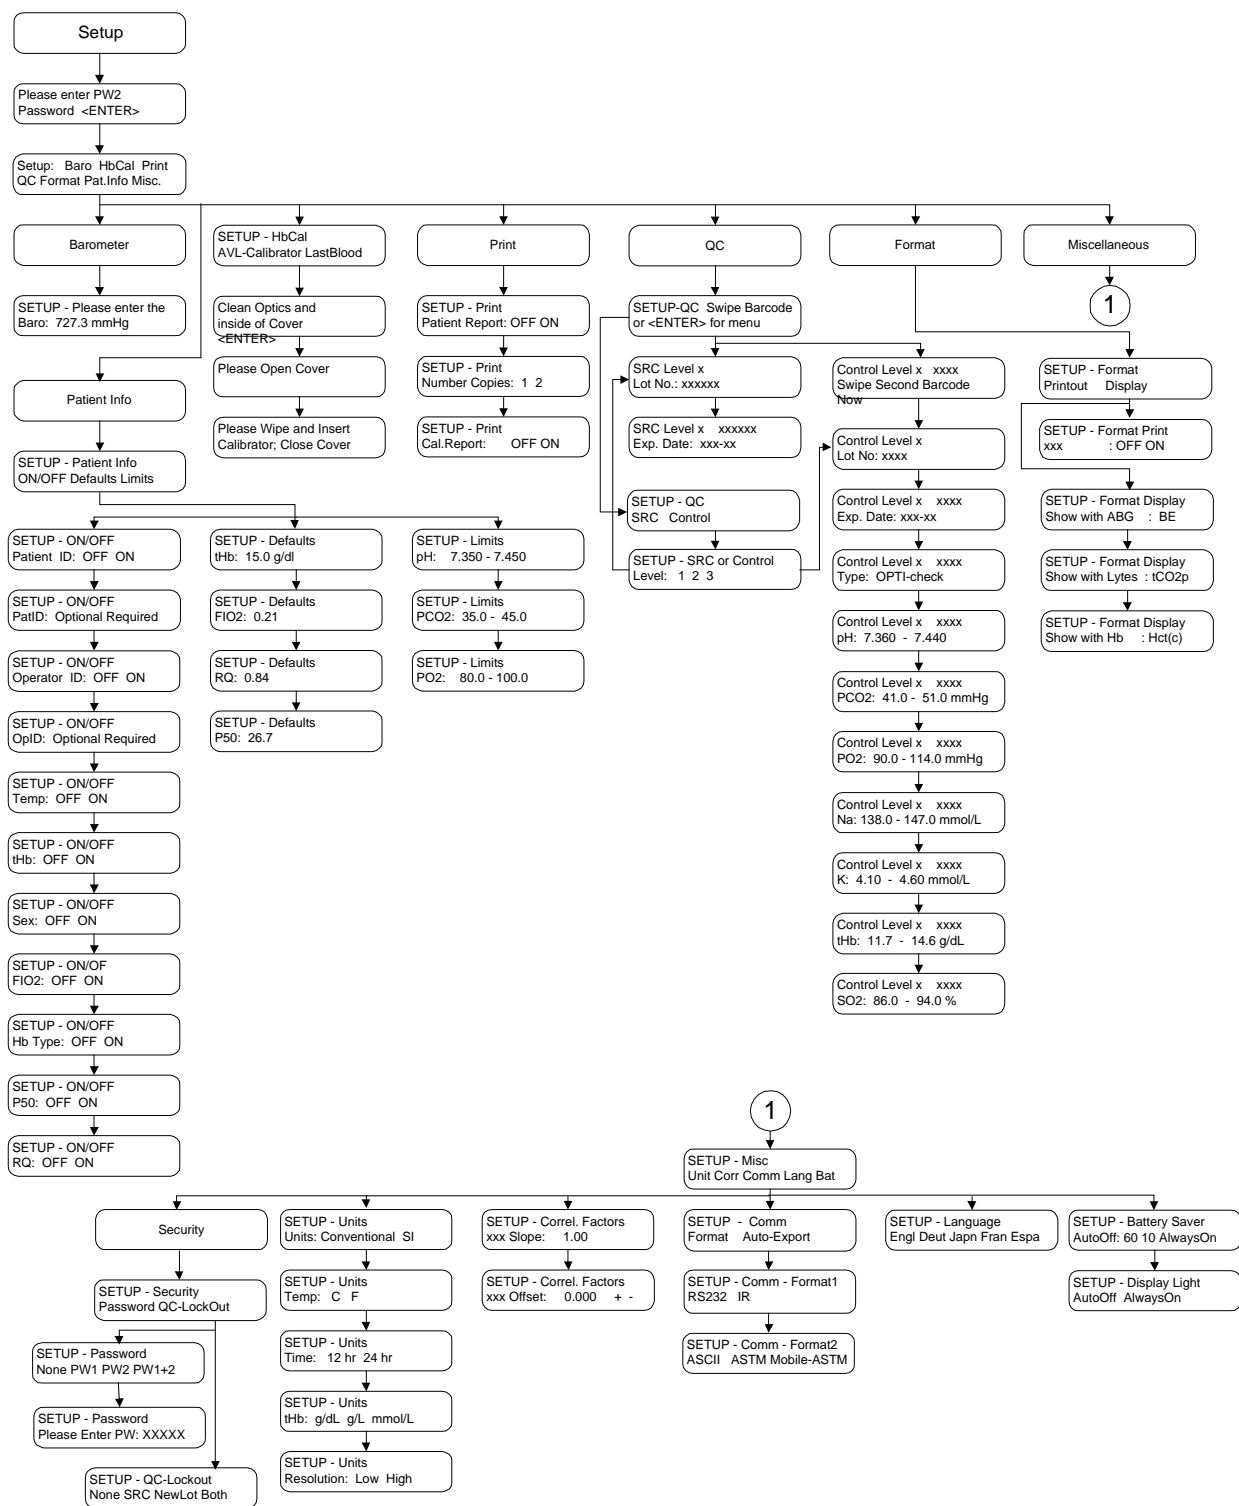 Setup
Please enter PW2
Password <ENTER>
Setup: Baro HbCal Print
QC Format Pat.Info Misc.
Barometer
SETUP - Please enter the
Baro: 727.3 mmHg
SETUP - HbCal
AVL-Calibrator LastBlood
Clean Optics and
inside of Cover
<ENTER>
Please Open Cover
Please Wipe and Insert
Calibrator; Close Cover
Print
SETUP - Print
Patient Report: OFF ON
SETUP - Print
Number Copies: 1 2
SETUP - Print
Cal.Report: OFF ON
QC
SETUP-QC Swipe Barcode
or <ENTER> for menu
SRC Level x
Lot No.: xxxxxx
SRC Level x xxxxxx
Exp. Date: xxx-xx
SETUP - QC
SRC Control
SETUP - SRC or Control
Level: 1 2 3
Control Level x xxxx
Swipe Second Barcode
Now
Control Level x
Lot No: xxxx
Control Level x xxxx
Exp. Date: xxx-xx
Control Level x xxxx
Type: OPTI-check
Control Level x xxxx
pH: 7.360 - 7.440
Control Level x xxxx
PCO2: 41.0 - 51.0 mmHg
Control Level x xxxx
PO2: 90.0 - 114.0 mmHg
Control Level x xxxx
Na: 138.0 - 147.0 mmol/L
Control Level x xxxx
K: 4.10 - 4.60 mmol/L
Control Level x xxxx
tHb: 11.7 - 14.6 g/dL
Control Level x xxxx
SO2: 86.0 - 94.0 %
Format
SETUP - Format
Printout Display
SETUP - Format Print
xxx : OFF ON
SETUP - Format Display
Show with ABG : BE
SETUP - Format Display
Show with Lytes : tCO2p
SETUP - Format Display
Show with Hb : Hct(c)
Miscellaneous
1
Patient Info
SETUP - Patient Info
ON/OFF Defaults Limits
SETUP - ON/OFF
Patient ID: OFF ON
SETUP - ON/OFF
PatID: Optional Required
SETUP - ON/OFF
Operator ID: OFF ON
SETUP - ON/OFF
OpID: Optional Required
SETUP - ON/OFF
Temp: OFF ON
SETUP - ON/OFF
tHb: OFF ON
SETUP - ON/OFF
Sex: OFF ON
SETUP - ON/OF
FIO2: OFF ON
SETUP - ON/OFF
Hb Type: OFF ON
SETUP - ON/OFF
P50: OFF ON
SETUP - ON/OFF
RQ: OFF ON
SETUP - Defaults
tHb: 15.0 g/dl
SETUP - Defaults
FIO2: 0.21
SETUP - Defaults
RQ: 0.84
SETUP - Defaults
P50: 26.7
SETUP - Limits
pH: 7.350 - 7.450
SETUP - Limits
PCO2: 35.0 - 45.0
SETUP - Limits
PO2: 80.0 - 100.0
1
SETUP - Misc
Unit Corr Comm Lang Bat
Security
SETUP - Security
Password QC-LockOut
SETUP - Password
None PW1 PW2 PW1+2
SETUP - Password
Please Enter PW: XXXXX
SETUP - QC-Lockout
None SRC NewLot Both
SETUP - Units
Units: Conventional SI
SETUP - Units
Temp: C F
SETUP - Units
Time: 12 hr 24 hr
SETUP - Units
tHb: g/dL g/L mmol/L
SETUP - Units
Resolution: Low High
SETUP - Correl. Factors
xxx Slope: 1.00
SETUP - Correl. Factors
xxx Offset: 0.000 + -
SETUP - Comm
Format Auto-Export
SETUP - Comm - Format1
RS232 IR
SETUP - Comm - Format2
ASCII ASTM Mobile-ASTM
SETUP - Language
Engl Deut Japn Fran Espa
SETUP - Battery Saver
AutoOff: 60 10 AlwaysOn
SETUP - Display Light
AutoOff AlwaysOn